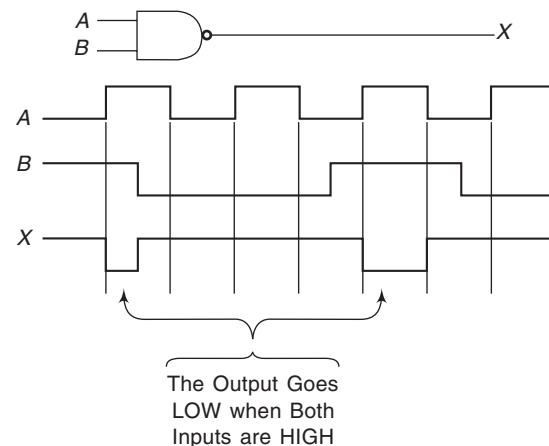 A
B
X
A
B
X
The Output Goes
LOW when Both
Inputs are HIGH